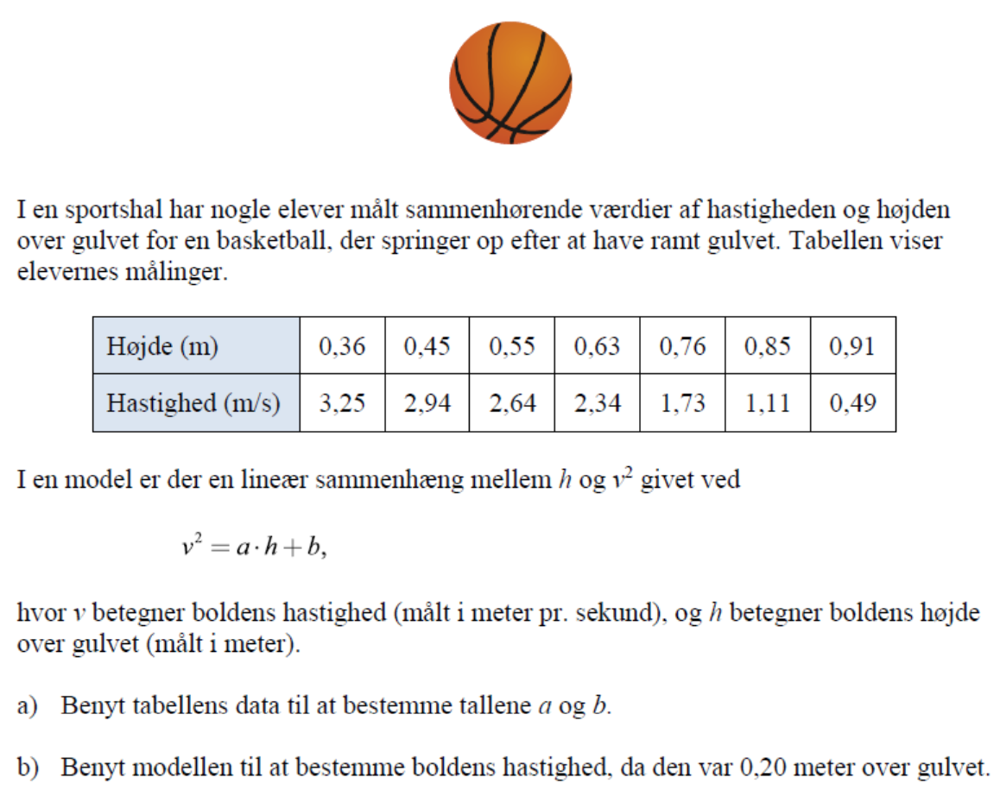 I en sportshal har nogle elever målt sammenhørende værdier af hastigheden og højden
over gulvet for en basketball, der springer op efter at have ramt gulvet. Tabellen viser
elevernes målinger.
Højde (m) 0,36 0,45 0,55 0,63 0,76 0,85 0,91
Hastighed (m/s) 3,25 2,94 2,64 2,34 1,73 1,11 0,49
I en model er der en lineær sammenhæng mellem h og v² givet ved
v² = a · h + b,
hvor v betegner boldens hastighed (målt i meter pr. sekund), og h betegner boldens højde
over gulvet (målt i meter).
a) Benyt tabellens data til at bestemme tallene a og b.
b) Benyt modellen til at bestemme boldens hastighed, da den var 0,20 meter over gulvet.